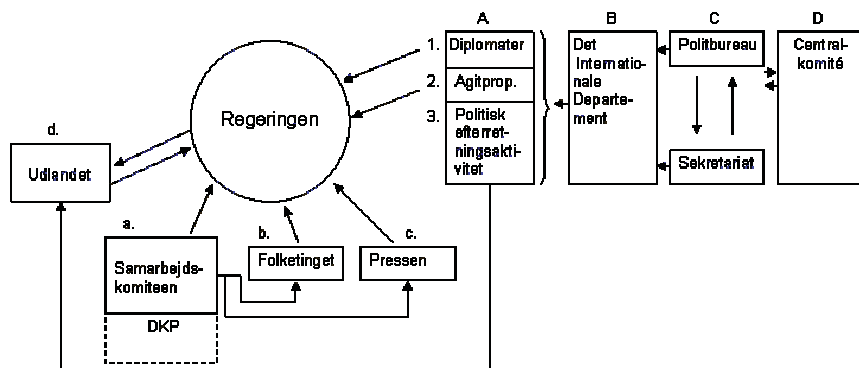 A
B
C
D
1.
Diplomater
2.
Agitprop.
3.
Politisk
efterret-
ningsakti-
vitet
Det
Internatio-
nale
Departe-
ment
Politbureau
Sekretariat
Central-
komité
Regeringen
d.
Udlandet
a.
Samarbejds-
komiteen
DKP
b.
Folketinget
c.
Pressen